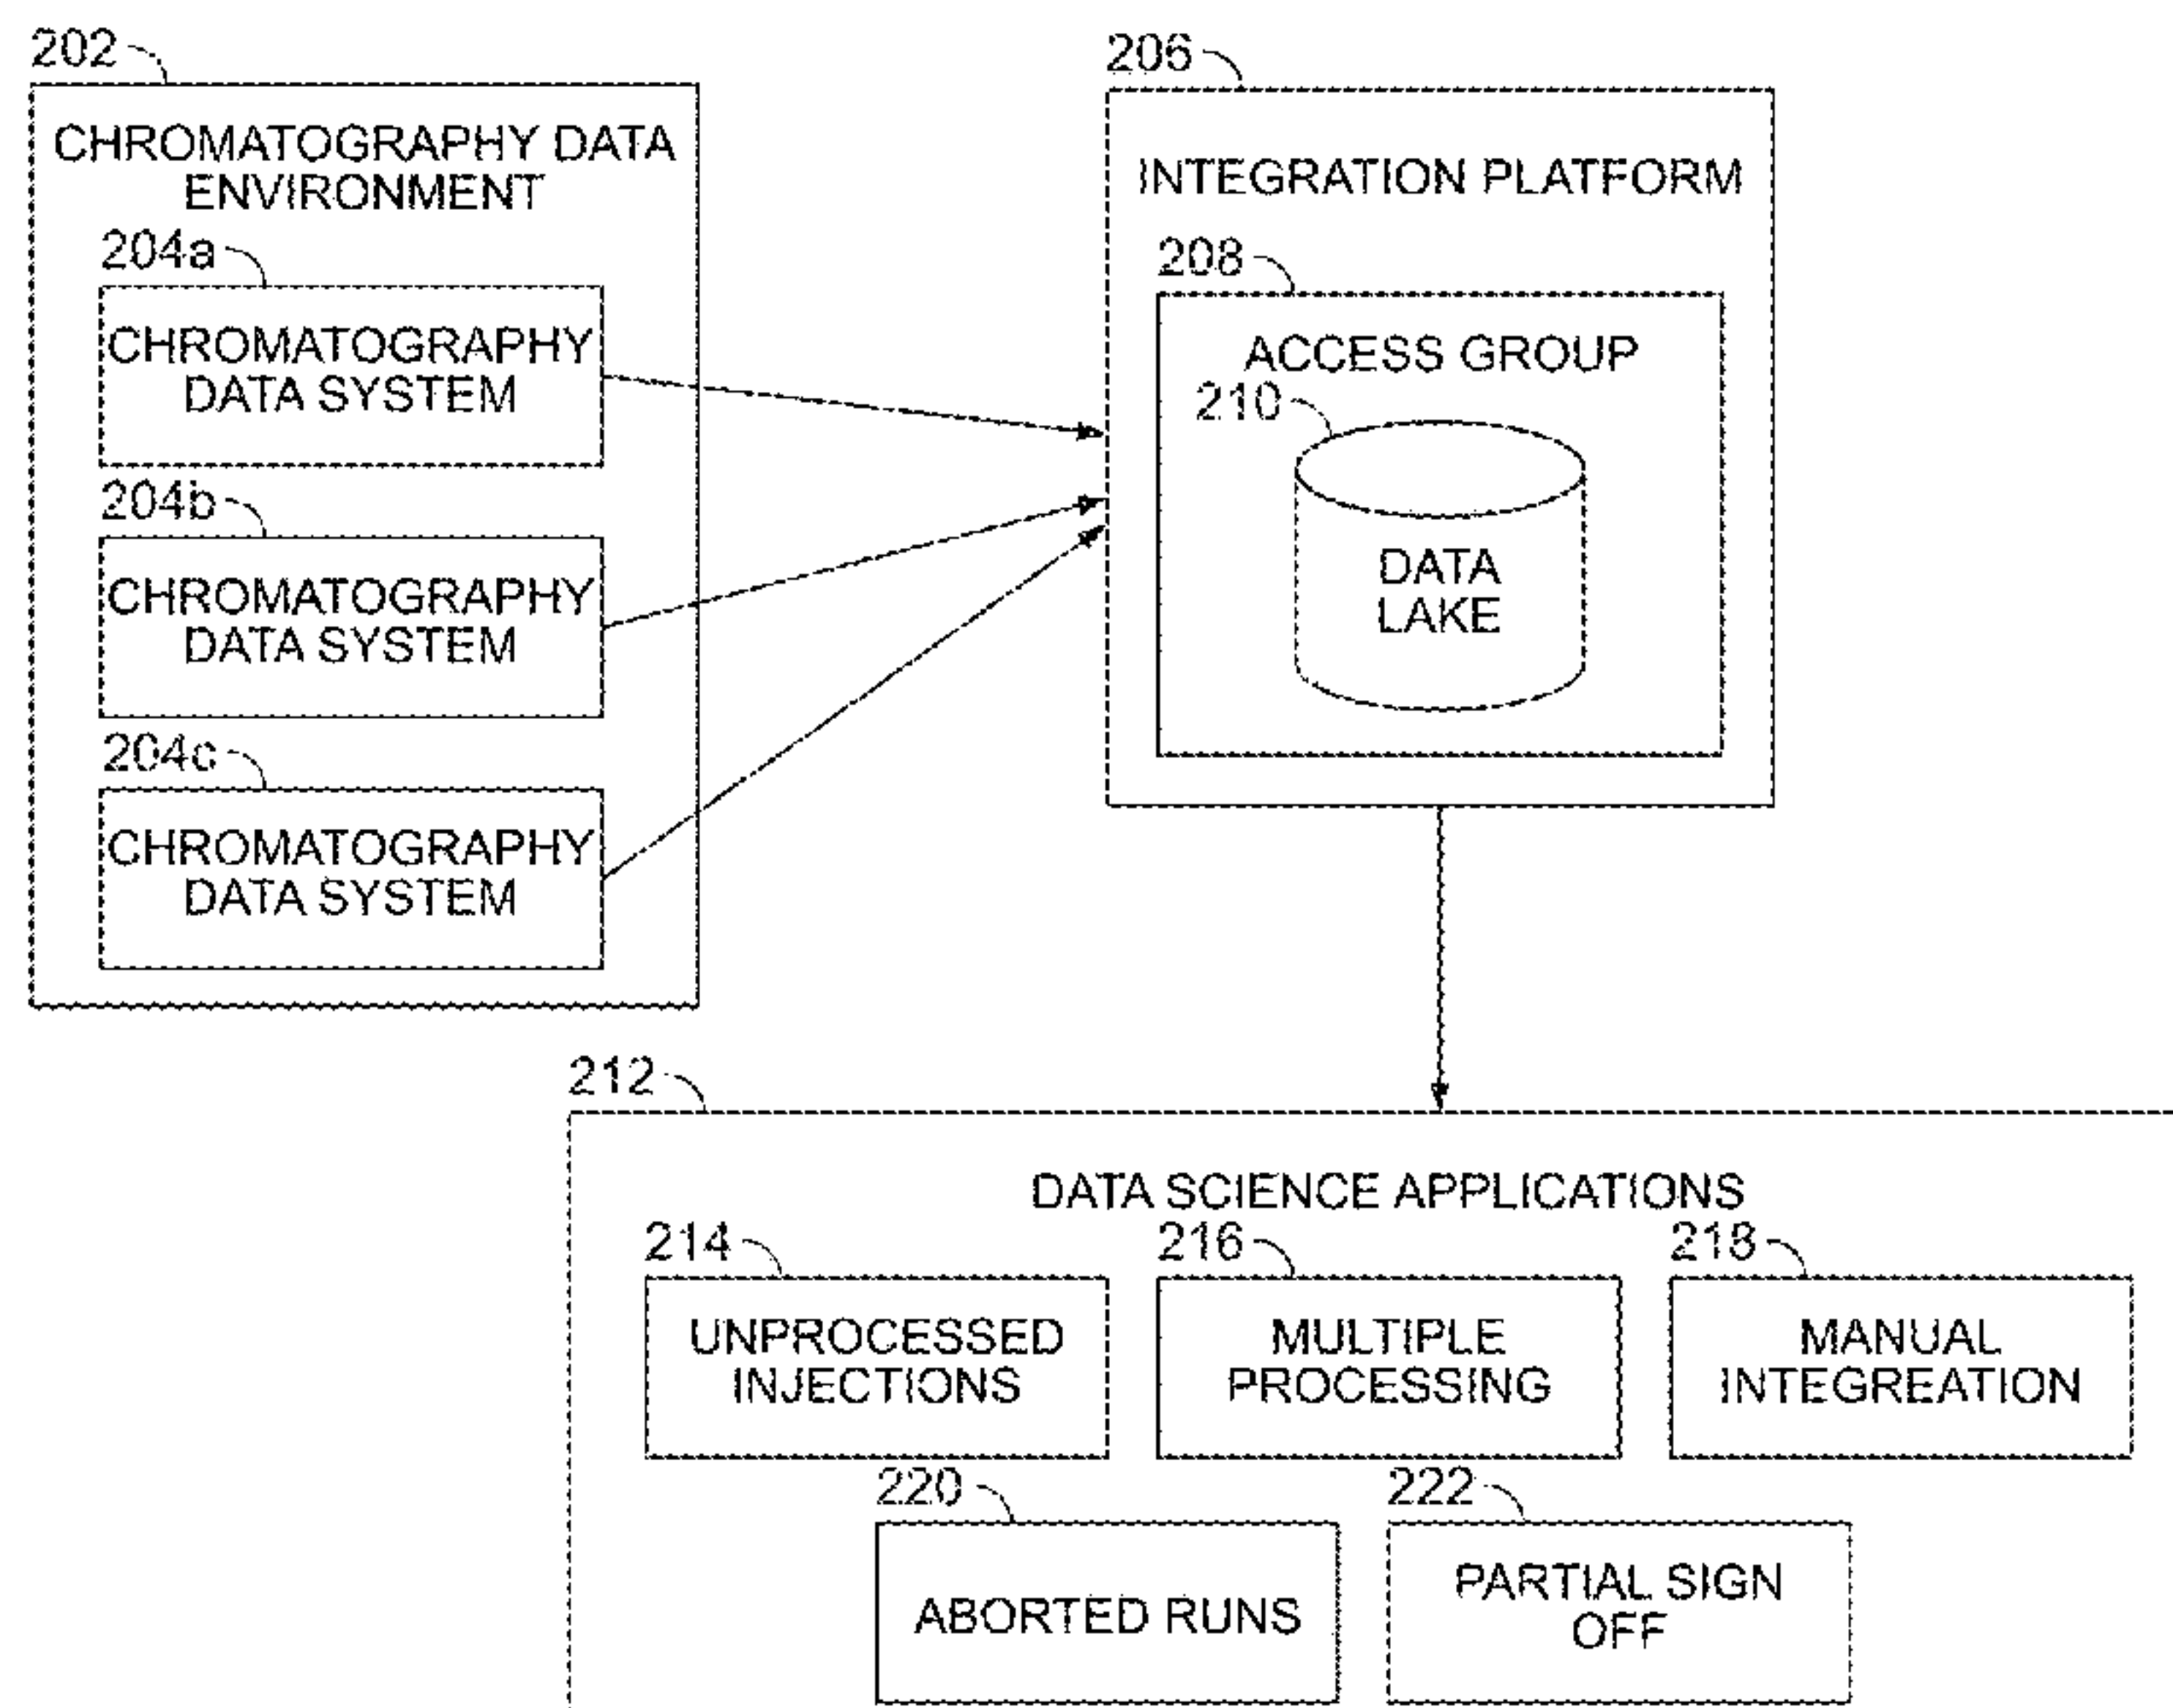 202
CHROMATOGRAPHY DATA
ENVIRONMENT
204a
CHROMATOGRAPHY
DATA SYSTEM
204b
CHROMATOGRAPHY
DATA SYSTEM
204c
CHROMATOGRAPHY
DATA SYSTEM
206
INTEGRATION PLATFORM
208
ACCESS GROUP
210
DATA
LAKE
212
DATA SCIENCE APPLICATIONS
214
UNPROCESSED
INJECTIONS
216
MULTIPLE
PROCESSING
218
MANUAL
INTEGREATION
220
ABORTED RUNS
222
PARTIAL SIGN
OFF